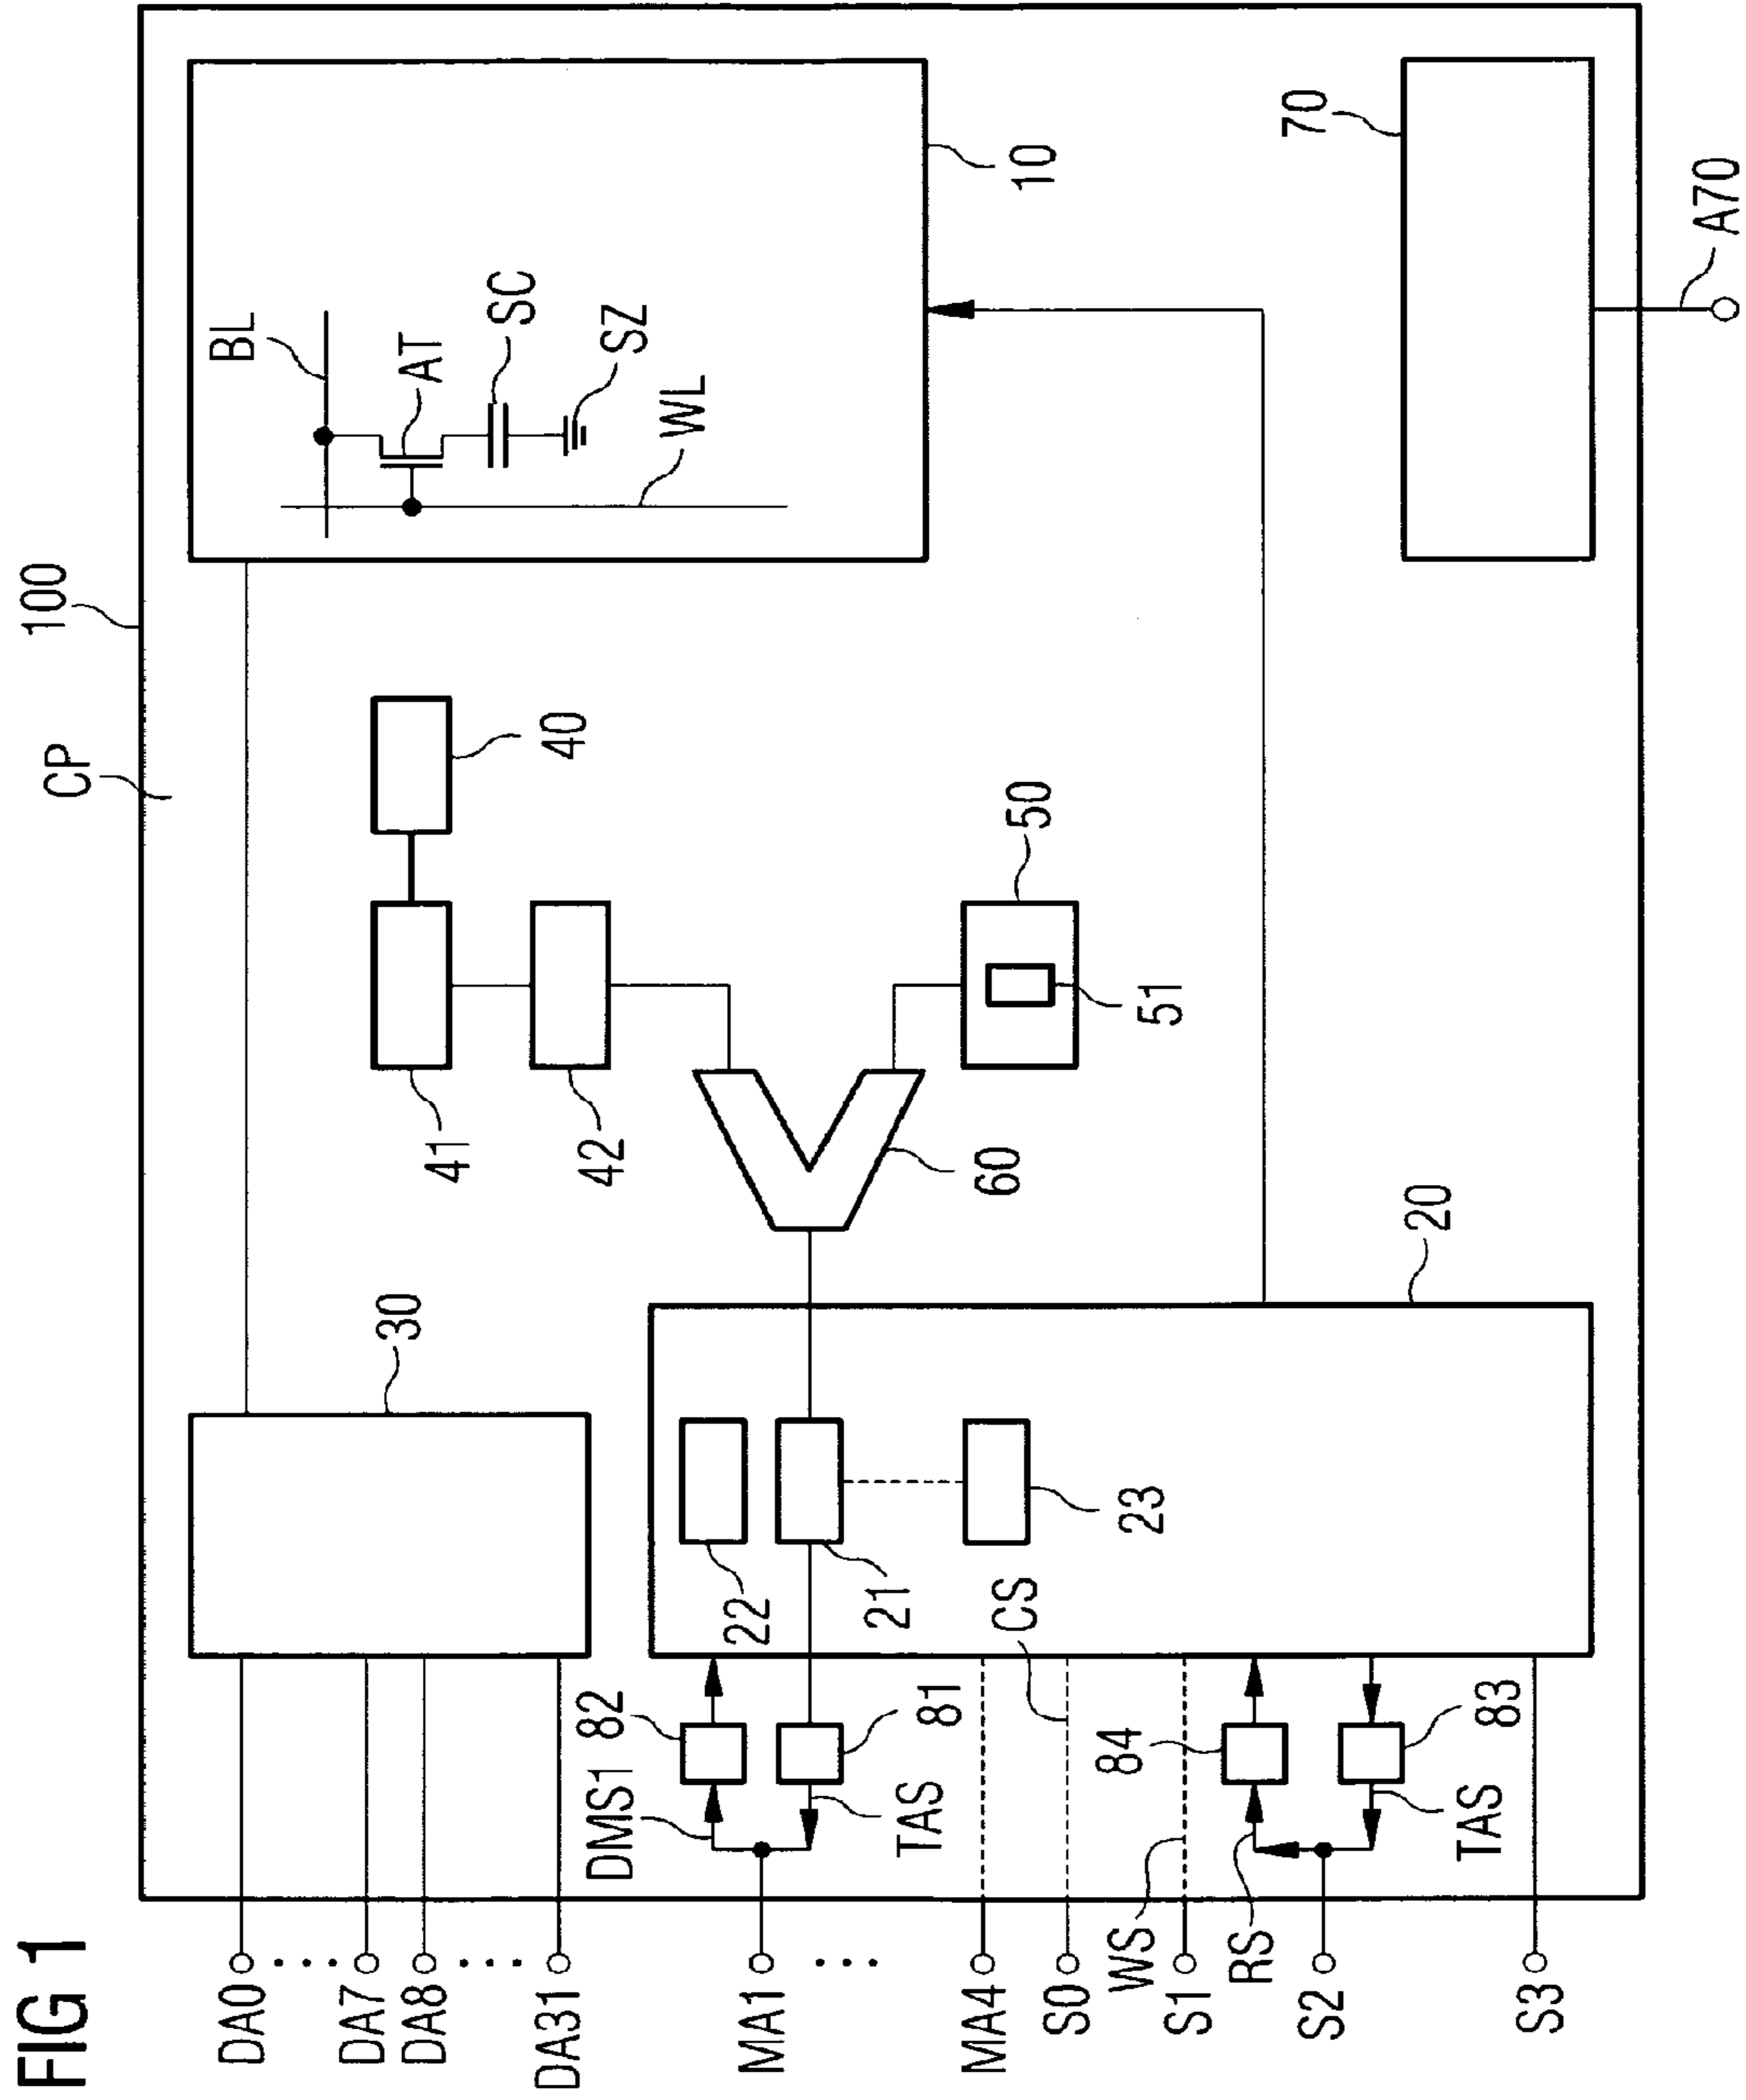 FIG 1
100
CP
BL
AT
SC
SZ
WL
10
70
A70
40
41
42
50
51
60
30
20
22
21
23
CS
82
81
DMS1
TAS
84
83
WS
RS
TAS
DA0
DA7
DA8
DA31
MA1
MA4
S0
S1
S2
S3